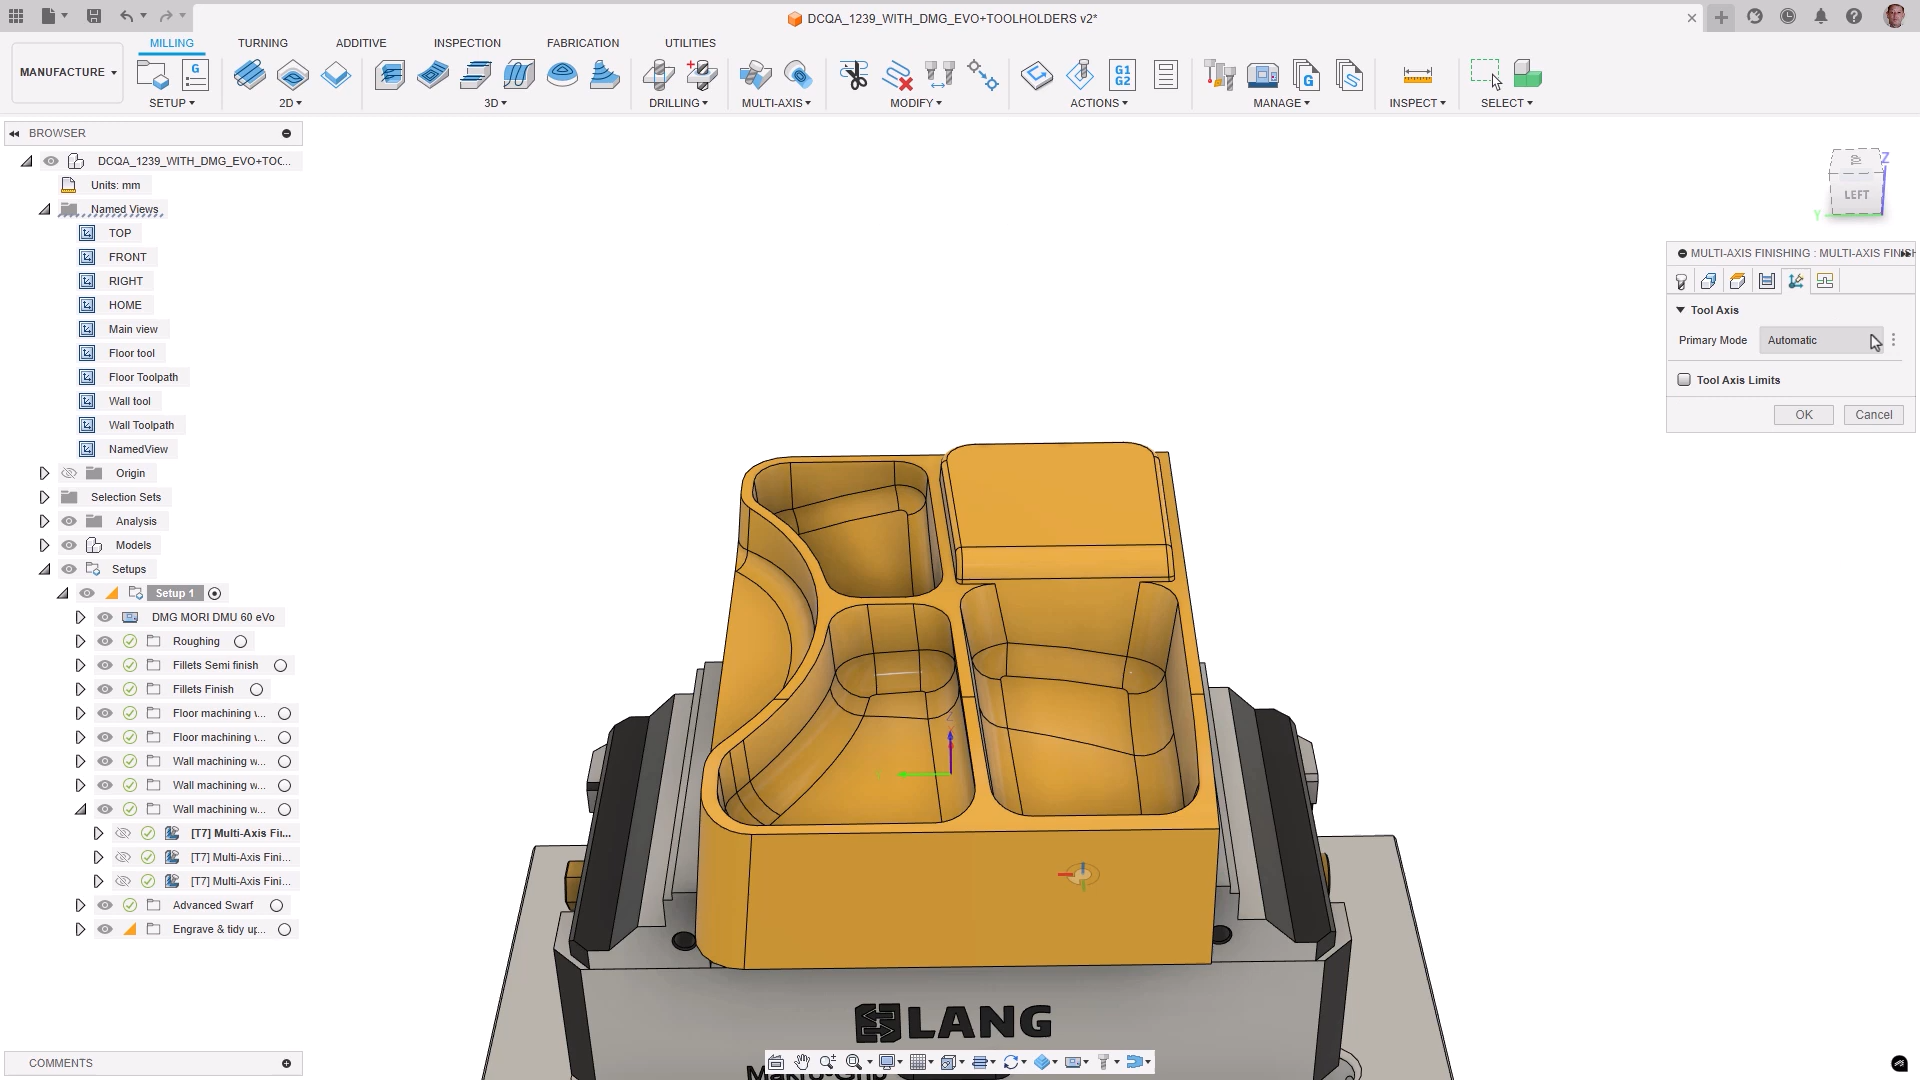 DCQA_1239_WITH_DMG_EVO+TOOLHOLDERS v2*
MILLING
TURNING
ADDITIVE
INSPECTION
FABRICATION
UTILITIES
MANUFACTURE
SETUP
2D
3D
DRILLING
MULTI-AXIS
MODIFY
ACTIONS
MANAGE
INSPECT
SELECT
G
G1
G2
G
BROWSER
DCQA_1239_WITH_DMG_EVO+TOC...
Units: mm
Named Views
TOP
FRONT
RIGHT
HOME
Main view
Floor tool
Floor Toolpath
Wall tool
Wall Toolpath
NamedView
Origin
Selection Sets
Analysis
Models
Setups
Setup 1
DMG MORI DMU 60 eVo
Roughing
Fillets Semi finish
Fillets Finish
Floor machining w...
Floor machining w...
Wall machining w...
Wall machining w...
Wall machining w...
[T7] Multi-Axis Fi...
[T7] Multi-Axis Fini...
[T7] Multi-Axis Fini...
Advanced Swarf
Engrave & tidy up...
COMMENTS
Z
LEFT
Y
MULTI-AXIS FINISHING : MULTI-AXIS FINISH
Tool Axis
Primary Mode
Automatic
Tool Axis Limits
OK
Cancel
LANG